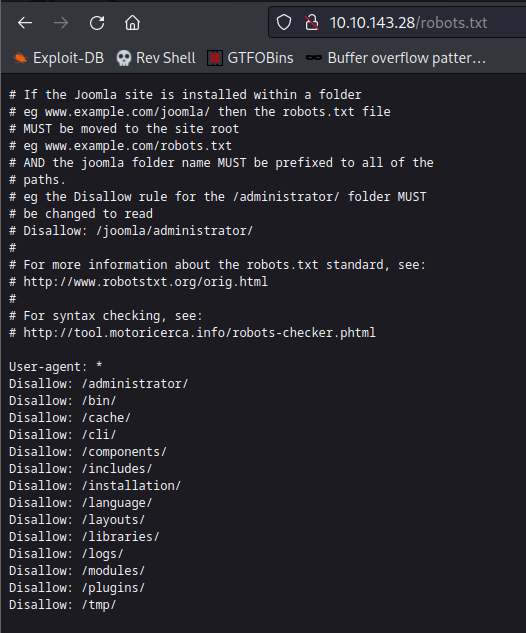 10.10.143.28/robots.txt
Exploit-DB Rev Shell GTFOBins Buffer overflow patter…
# If the Joomla site is installed within a folder
# eg www.example.com/joomla/ then the robots.txt file
# MUST be moved to the site root
# eg www.example.com/robots.txt
# AND the joomla folder name MUST be prefixed to all of the
# paths.
# eg the Disallow rule for the /administrator/ folder MUST
# be changed to read
# Disallow: /joomla/administrator/
#
# For more information about the robots.txt standard, see:
# http://www.robotstxt.org/orig.html
#
# For syntax checking, see:
# http://tool.motoricerca.info/robots-checker.phtml
User-agent: *
Disallow: /administrator/
Disallow: /bin/
Disallow: /cache/
Disallow: /cli/
Disallow: /components/
Disallow: /includes/
Disallow: /installation/
Disallow: /language/
Disallow: /layouts/
Disallow: /libraries/
Disallow: /logs/
Disallow: /modules/
Disallow: /plugins/
Disallow: /tmp/